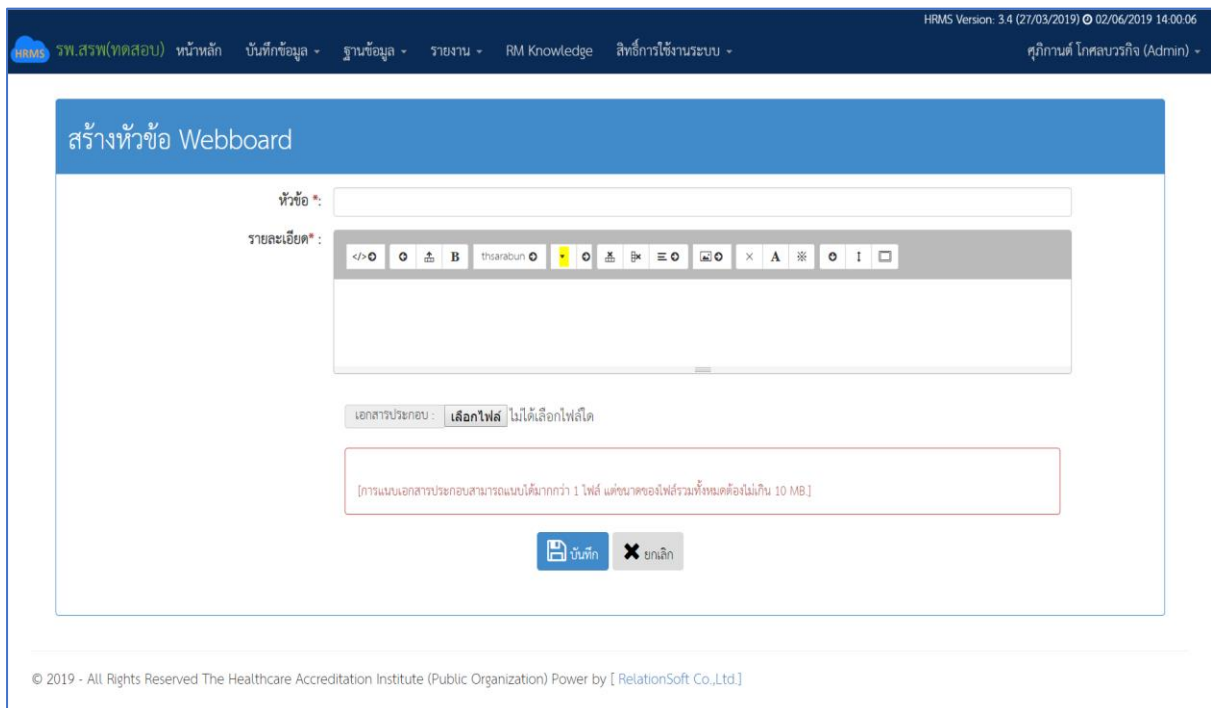 HRMS Version: 3.4 (27/03/2019) 02/06/2019 14:00:06
HRMS รพ.สรพ(ทดสอบ) หน้าหลัก บันทึกข้อมูล ฐานข้อมูล รายงาน RM Knowledge สิทธิ์การใช้งานระบบ ศุภิกานต์ โกศลบวรกิจ (Admin)
สร้างหัวข้อ Webboard
หัวข้อ *:
รายละเอียด* :
</> B thsarabun A
เอกสารประกอบ : เลือกไฟล์ ไม่ได้เลือกไฟล์ใด
[การแนบเอกสารประกอบสามารถแนบได้มากกว่า 1 ไฟล์ แต่ขนาดของไฟล์รวมทั้งหมดต้องไม่เกิน 10 MB.]
บันทึก ยกเลิก
© 2019 - All Rights Reserved The Healthcare Accreditation Institute (Public Organization) Power by [ RelationSoft Co.,Ltd.]